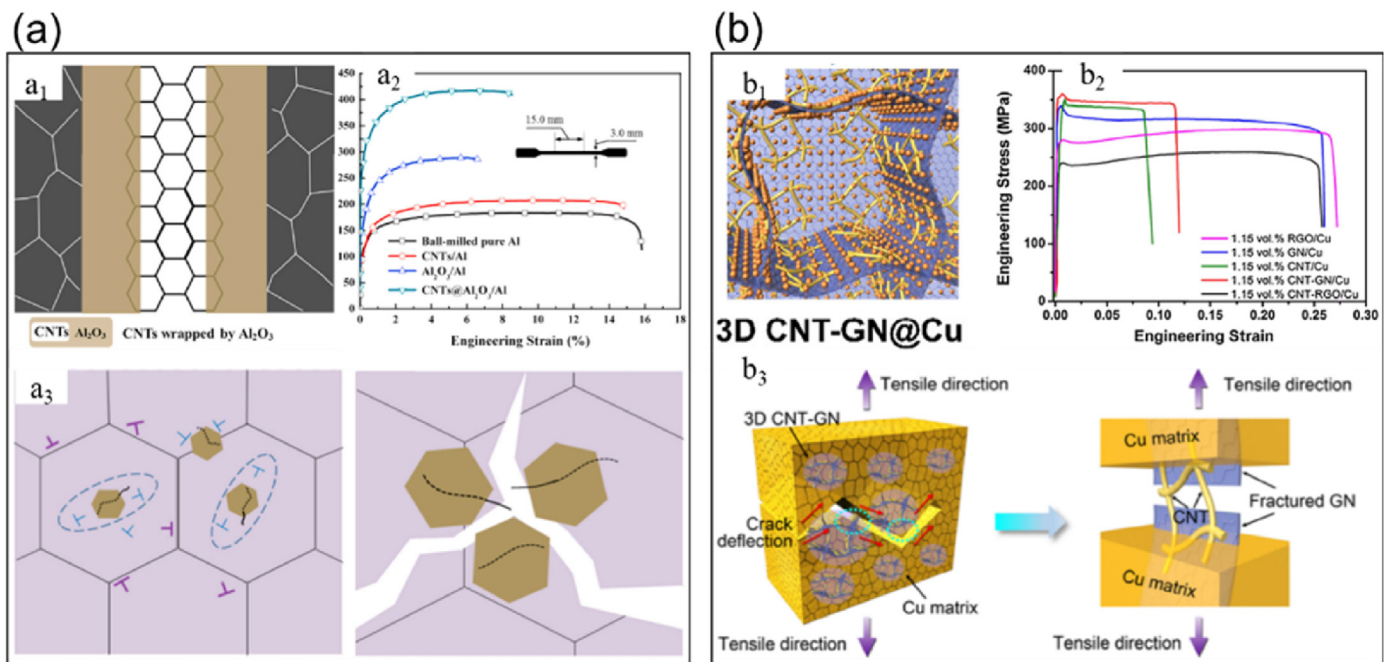 (a)
a1
CNTs Al2O3 CNTs wrapped by Al2O3
a2
450
400
350
300
250
200
150
100
50
0
15.0 mm
3.0 mm
Ball-milled pure Al
CNTs/Al
Al2O3/Al
CNTs@Al2O3/Al
0 2 4 6 8 10 12 14 16 18
Engineering Strain (%)
a3
(b)
b1
3D CNT-GN@Cu
b2
Engineering Stress (MPa)
400
300
200
100
0
1.15 vol.% RGO/Cu
1.15 vol.% GN/Cu
1.15 vol.% CNT/Cu
1.15 vol.% CNT-GN/Cu
1.15 vol.% CNT-RGO/Cu
0.00 0.05 0.10 0.15 0.20 0.25 0.30
Engineering Strain
b3
Tensile direction
3D CNT-GN
Crack
deflection
Cu matrix
Tensile direction
Tensile direction
Cu matrix
CNT
Fractured GN
Cu matrix
Tensile direction